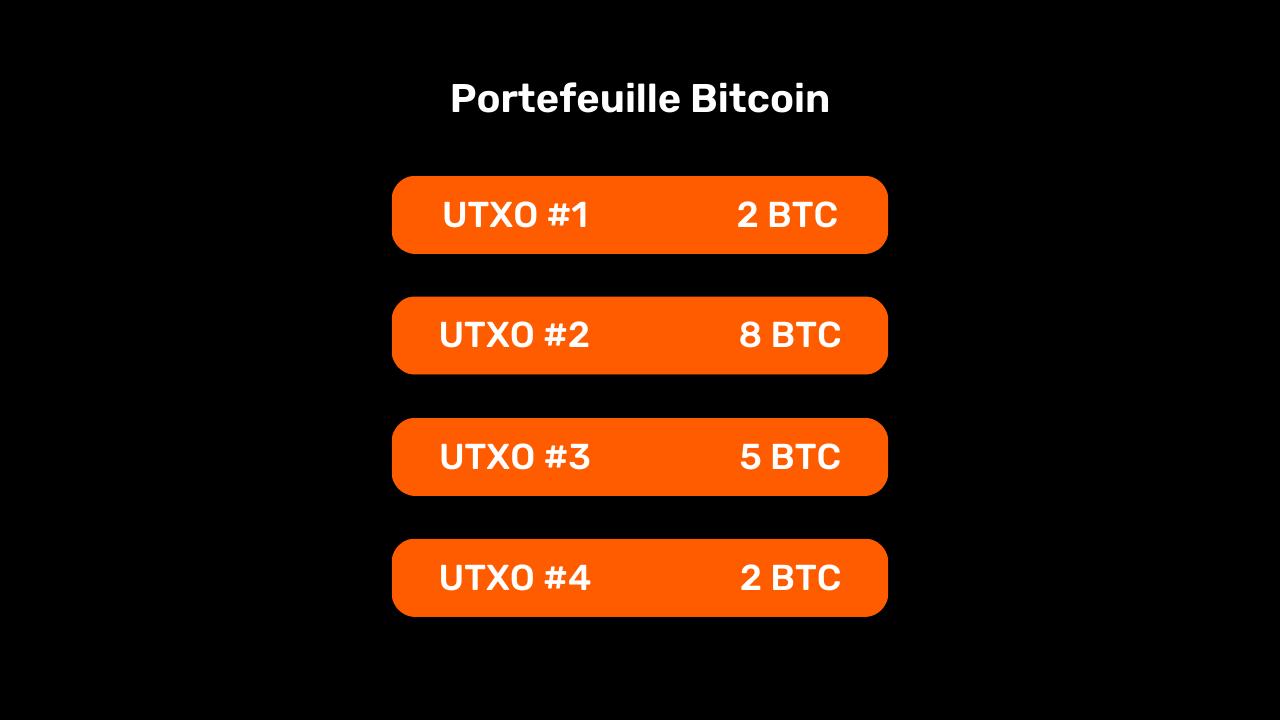 Portefeuille Bitcoin
UTXO #1 2 BTC
UTXO #2 8 BTC
UTXO #3 5 BTC
UTXO #4 2 BTC